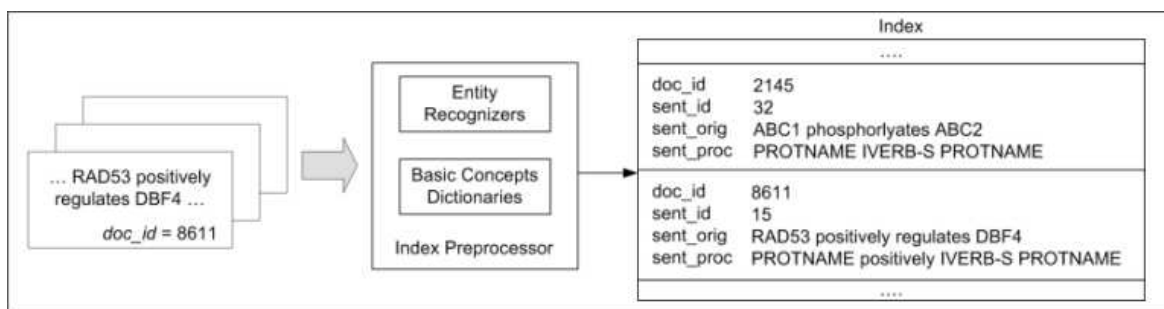 … RAD53 positively
regulates DBF4 …
doc_id = 8611
Entity
Recognizers
Basic Concepts
Dictionaries
Index Preprocessor
Index
....
doc_id 2145
sent_id 32
sent_orig ABC1 phosphorlyates ABC2
sent_proc PROTNAME IVERB-S PROTNAME
doc_id 8611
sent_id 15
sent_orig RAD53 positively regulates DBF4
sent_proc PROTNAME positively IVERB-S PROTNAME
....